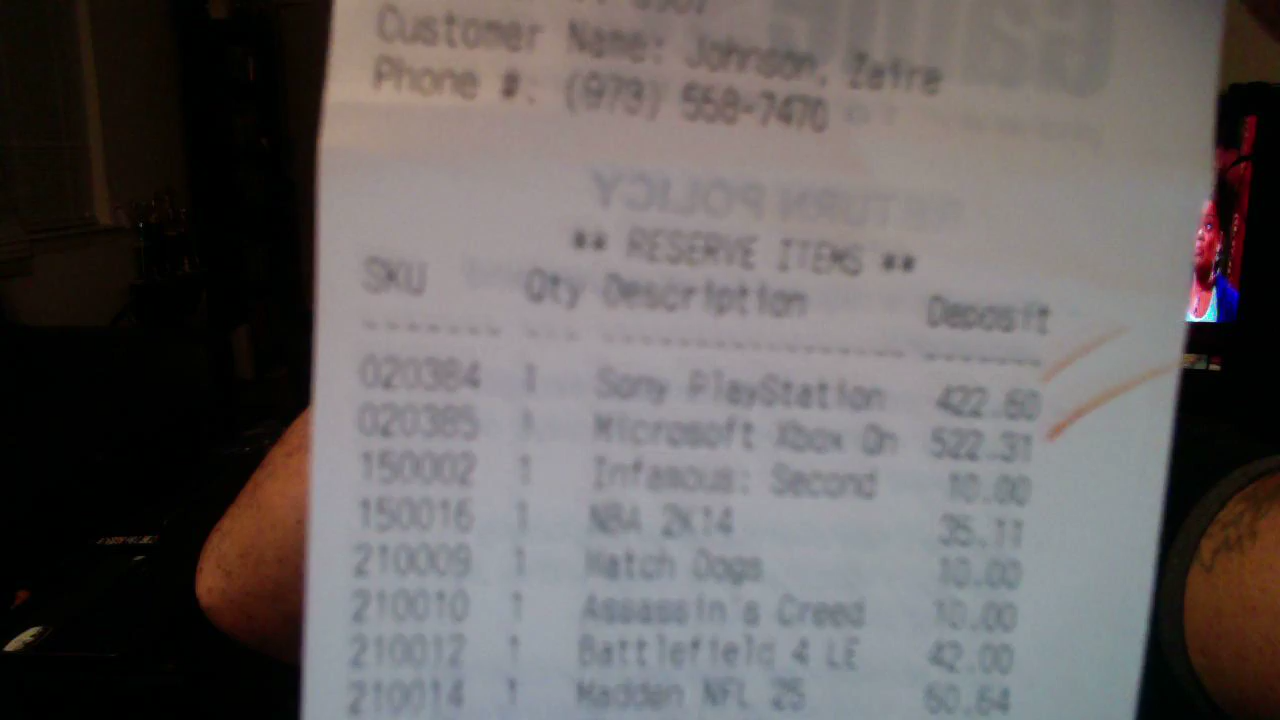 Customer Name: Johnson, Zafire
Phone #: (973) 558-7470
RETURN POLICY
** RESERVE ITEMS **
SKU Qty Description Deposit
020384 1 Sony PlayStation 422.60
020385 1 Microsoft Xbox On 522.31
150002 1 Infamous: Second 10.00
150016 1 NBA 2K14 35.11
210009 1 Watch Dogs 10.00
210010 1 Assassin's Creed 10.00
210012 1 Battlefield 4 LE 42.00
210014 1 Madden NFL 25 60.64